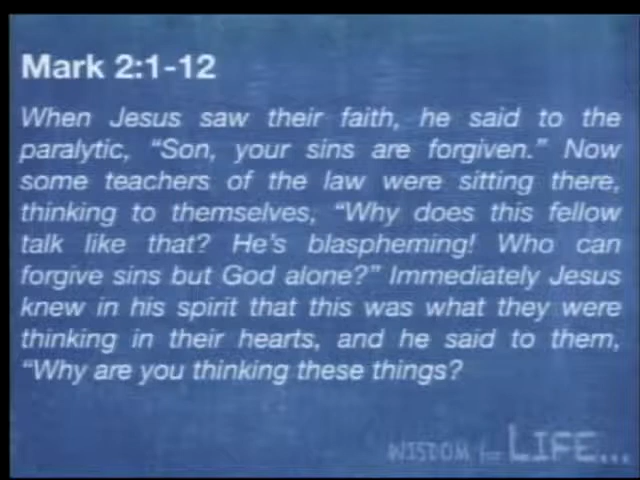 Mark 2:1-12
When Jesus saw their faith, he said to the
paralytic, “Son, your sins are forgiven.” Now
some teachers of the law were sitting there,
thinking to themselves, “Why does this fellow
talk like that? He’s blaspheming! Who can
forgive sins but God alone?” Immediately Jesus
knew in his spirit that this was what they were
thinking in their hearts, and he said to them,
“Why are you thinking these things?
WISDOM for LIFE...